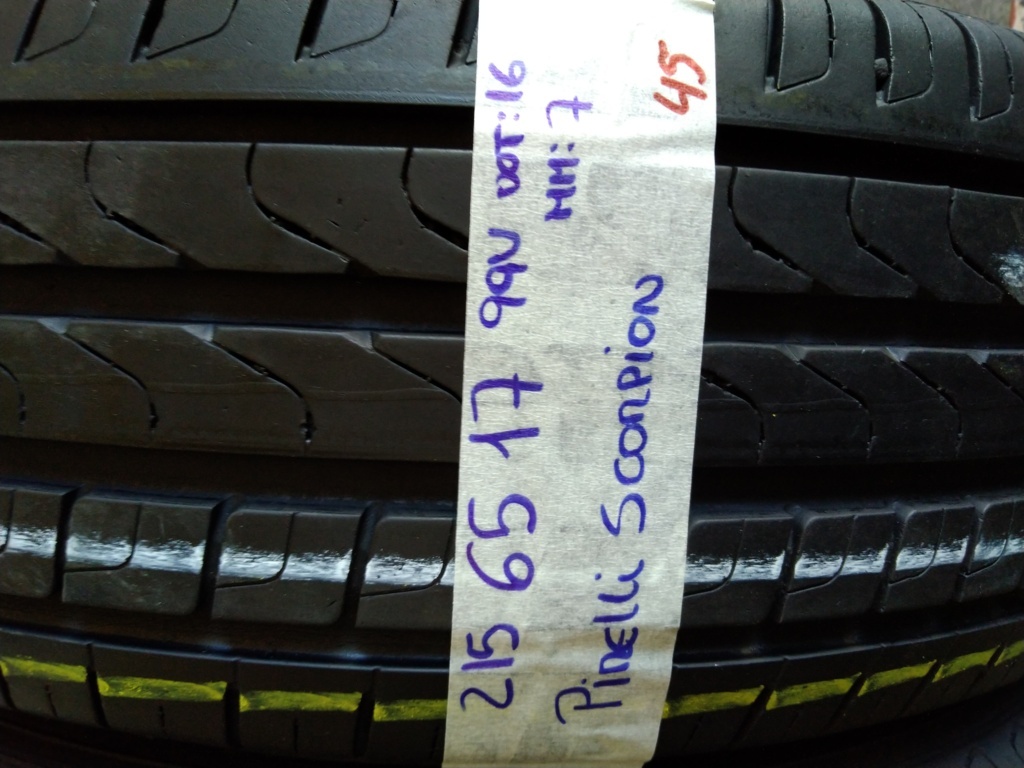 215 65 17 99V DOT:16
MM:7
PiRELLi SCORPiON
45